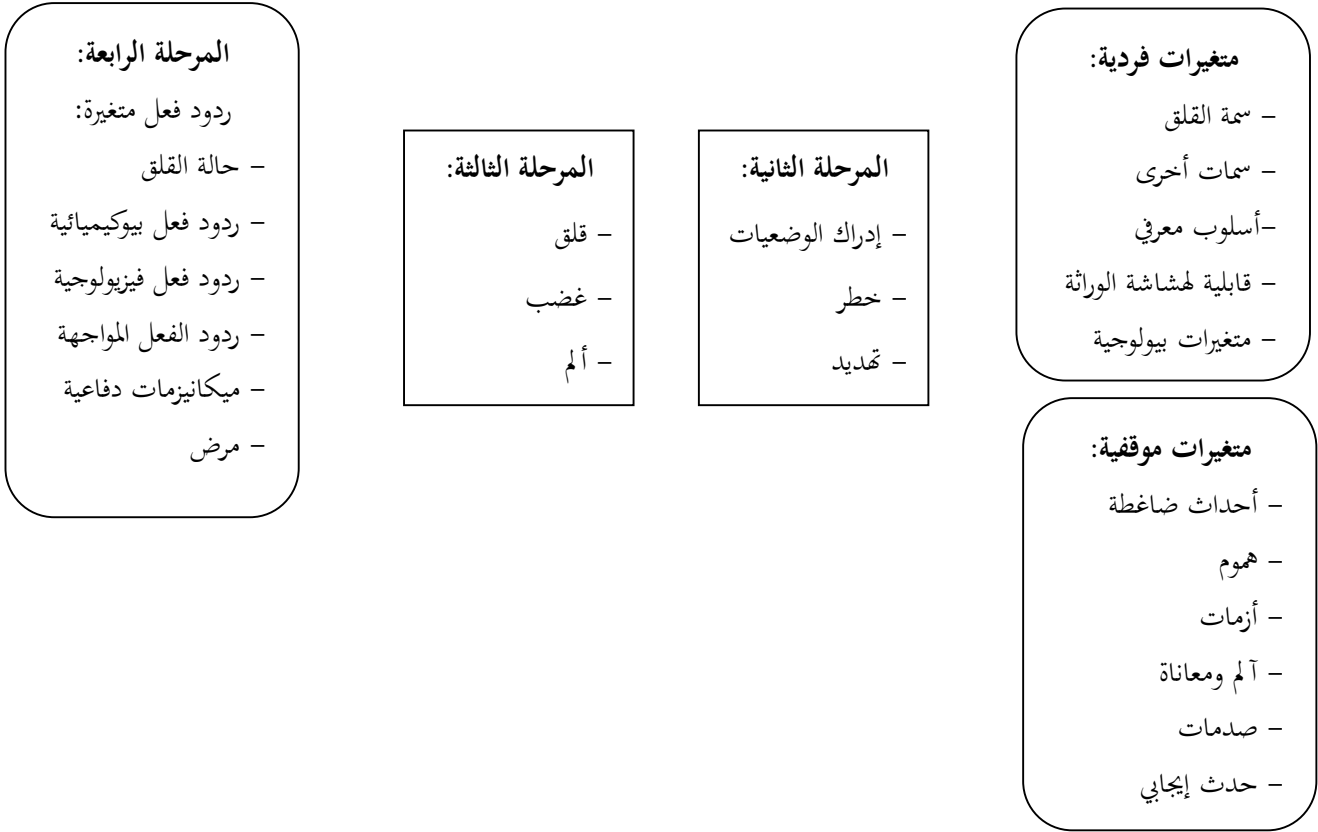 متغيرات فردية:
– سمة القلق
– سمات أخرى
–أسلوب معرفي
– قابلية لهشاشة الوراثة
– متغيرات بيولوجية
متغيرات موقفية:
– أحداث ضاغطة
– هموم
– أزمات
– آلم ومعاناة
– صدمات
– حدث إيجابي
المرحلة الثانية:
– إدراك الوضعيات
– خطر
– تهديد
المرحلة الثالثة:
– قلق
– غضب
– ألم
المرحلة الرابعة:
ردود فعل متغيرة:
– حالة القلق
– ردود فعل بيوكيميائية
– ردود فعل فيزيولوجية
– ردود الفعل المواجهة
– ميكانيزمات دفاعية
– مرض